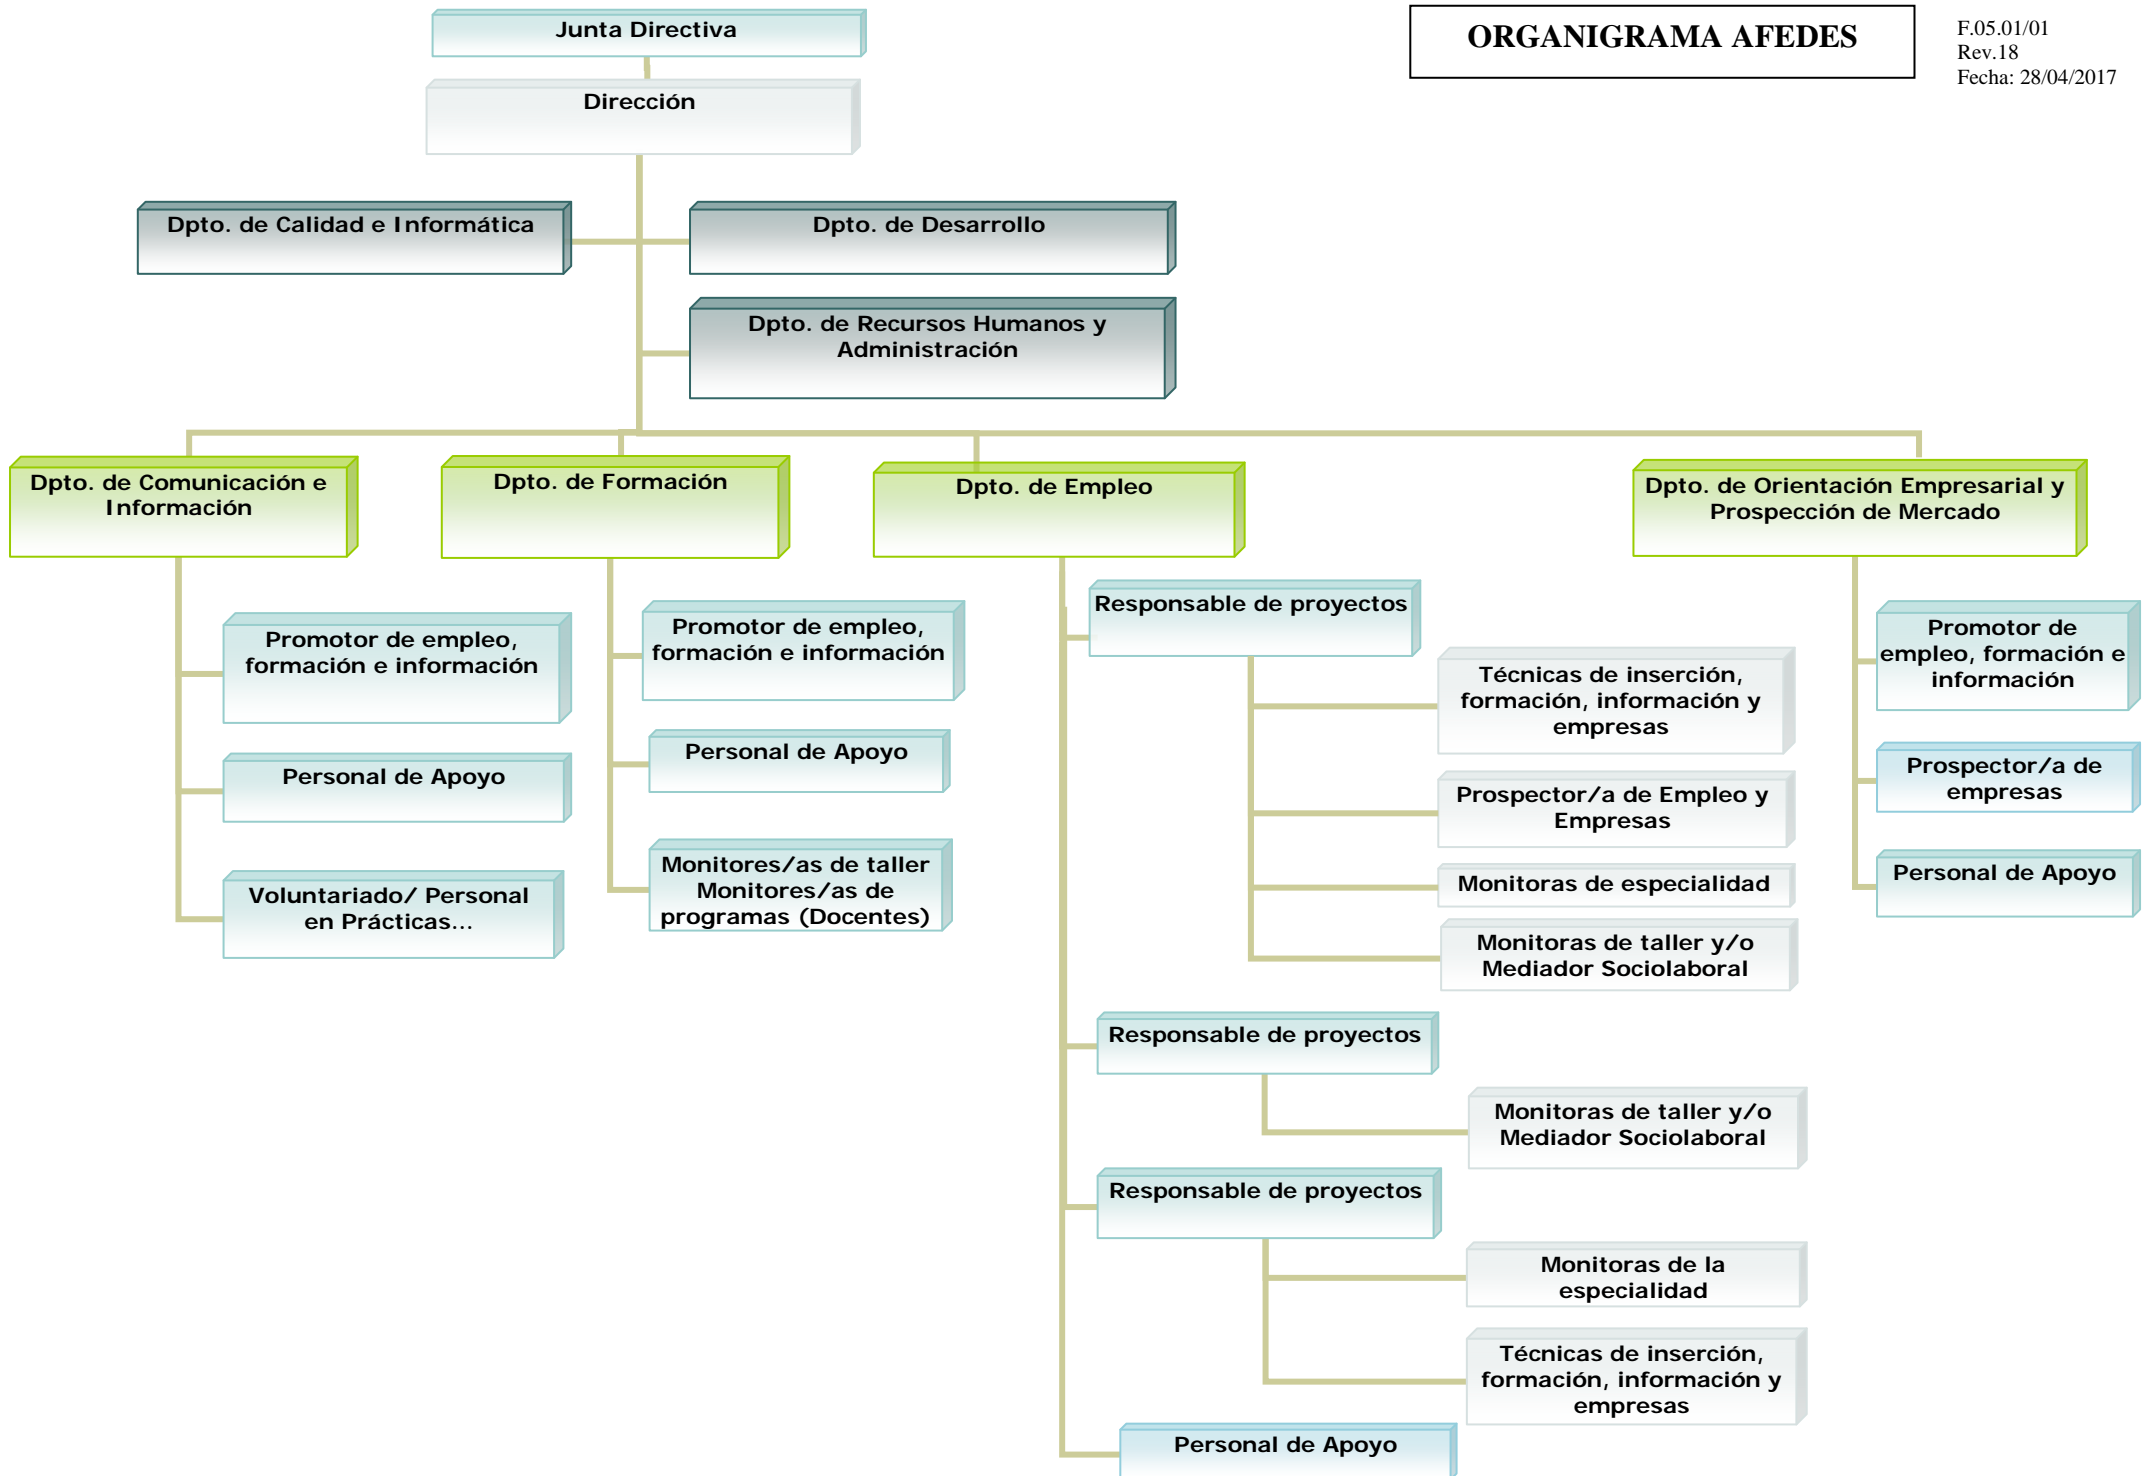 Junta Directiva
ORGANIGRAMA AFEDES
F.05.01/01
Rev.18
Fecha: 28/04/2017
Dirección
Dpto. de Calidad e Informática
Dpto. de Desarrollo
Dpto. de Recursos Humanos y
Administración
Dpto. de Comunicación e
Información
Dpto. de Formación
Dpto. de Empleo
Dpto. de Orientación Empresarial y
Prospección de Mercado
Promotor de empleo,
formación e información
Personal de Apoyo
Voluntariado/ Personal
en Prácticas...
Promotor de empleo,
formación e información
Personal de Apoyo
Monitores/as de taller
Monitores/as de
programas (Docentes)
Responsable de proyectos
Técnicas de inserción,
formación, información y
empresas
Prospector/a de Empleo y
Empresas
Monitoras de especialidad
Monitoras de taller y/o
Mediador Sociolaboral
Responsable de proyectos
Monitoras de taller y/o
Mediador Sociolaboral
Responsable de proyectos
Monitoras de la
especialidad
Técnicas de inserción,
formación, información y
empresas
Personal de Apoyo
Promotor de
empleo, formación e
información
Prospector/a de
empresas
Personal de Apoyo